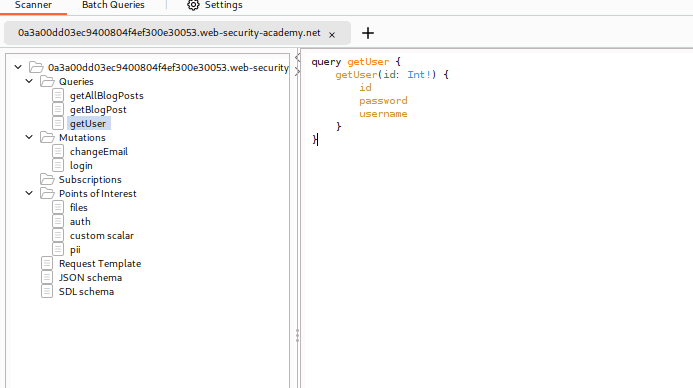 Scanner Batch Queries Settings
0a3a00dd03ec9400804f4ef300e30053.web-security-academy.net × +
0a3a00dd03ec9400804f4ef300e30053.web-security
Queries
getAllBlogPosts
getBlogPost
getUser
Mutations
changeEmail
login
Subscriptions
Points of Interest
files
auth
custom scalar
pii
Request Template
JSON schema
SDL schema
query getUser {
getUser(id: Int!) {
id
password
username
}
}